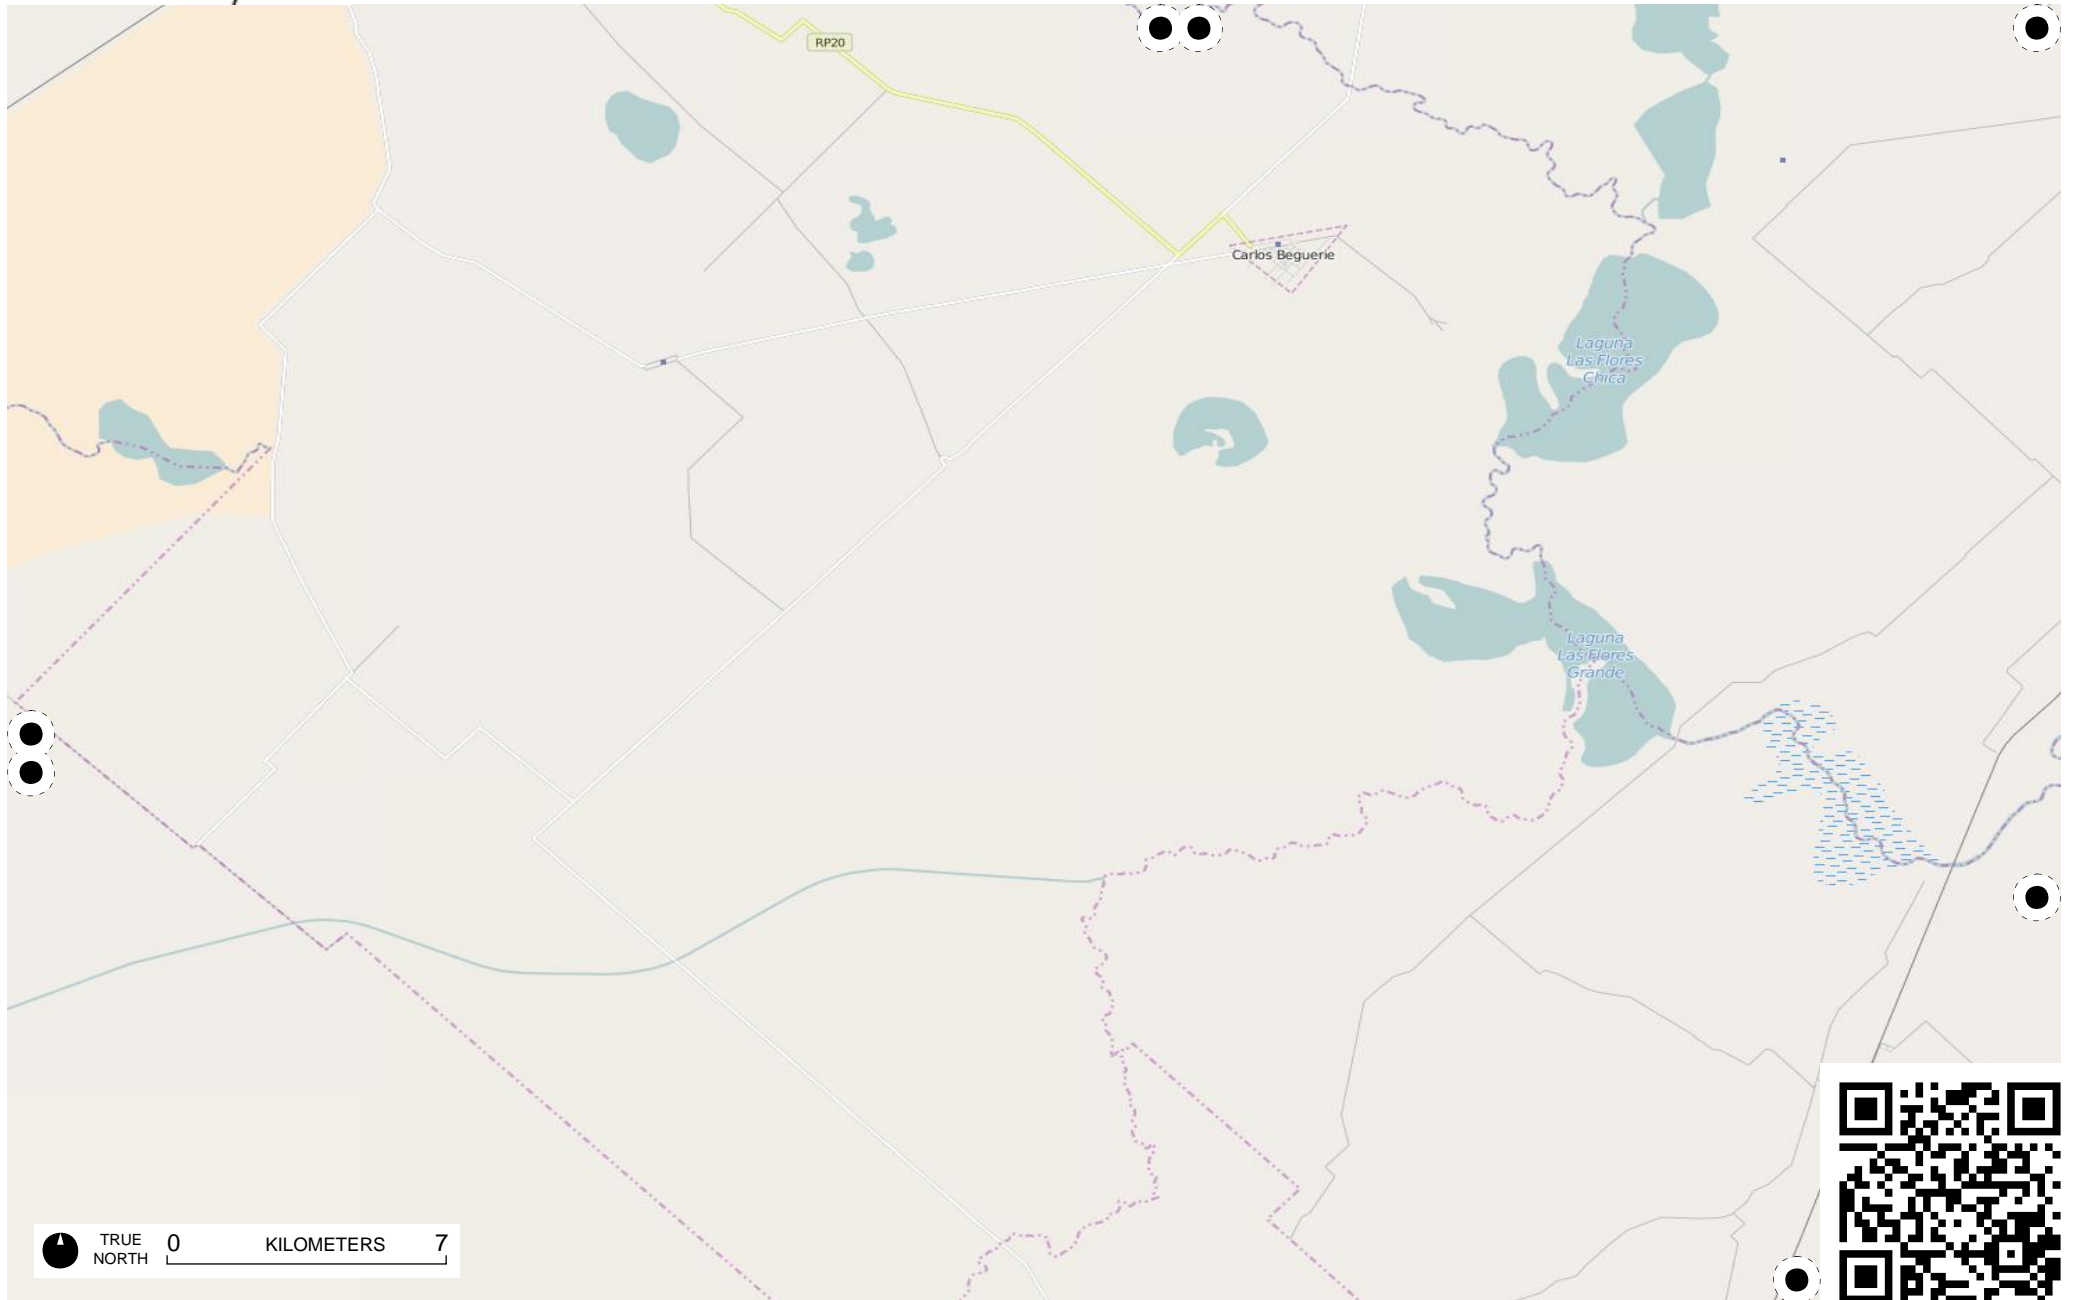 RP20
Carlos Beguerie
Laguna
Las Flores
Chica
Laguna
Las Flores
Grande
TRUE
NORTH
0 KILOMETERS 7